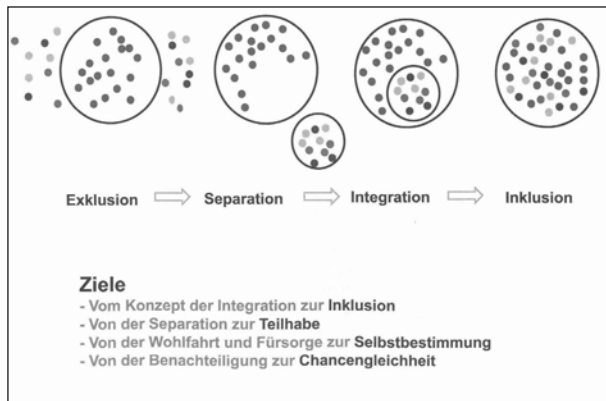 Exklusion Separation Integration Inklusion
Ziele
- Vom Konzept der Integration zur Inklusion
- Von der Separation zur Teilhabe
- Von der Wohlfahrt und Fürsorge zur Selbstbestimmung
- Von der Benachteiligung zur Chancengleichheit